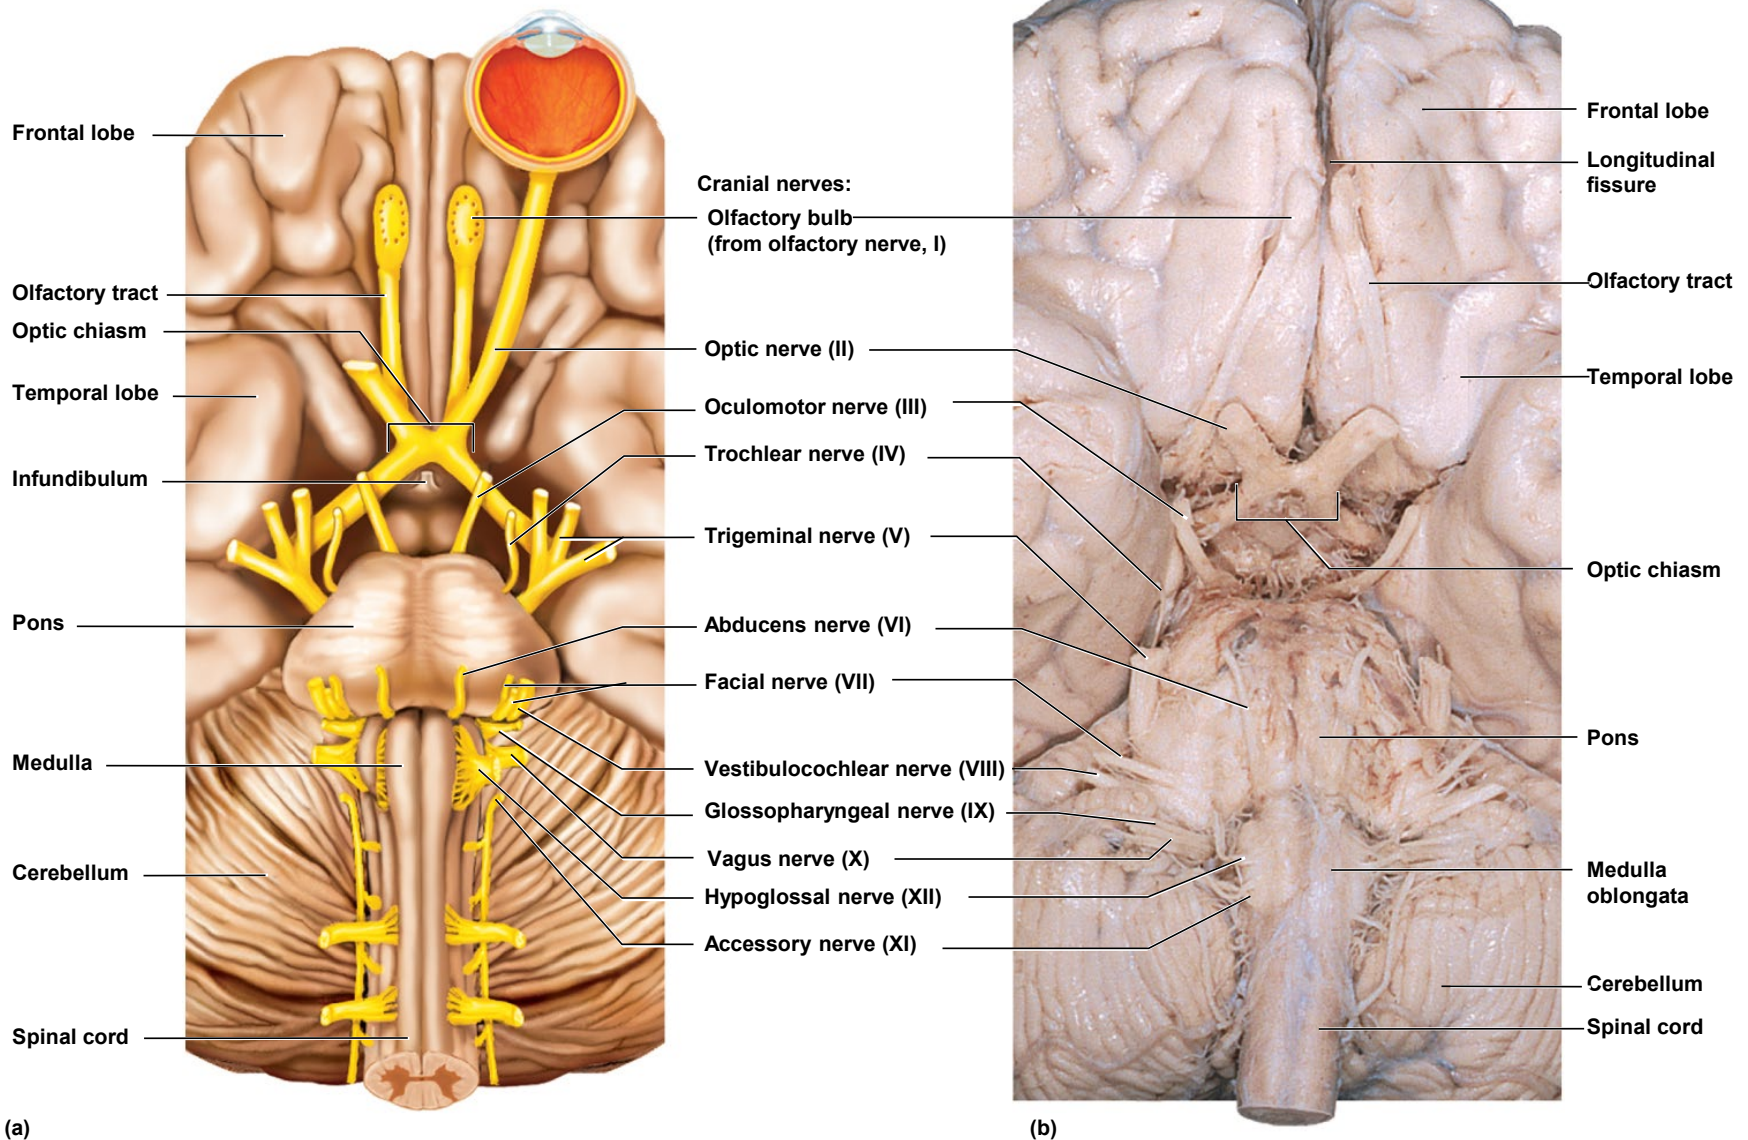 Frontal lobe
Olfactory tract
Optic chiasm
Temporal lobe
Infundibulum
Pons
Medulla
Cerebellum
Spinal cord
(a)
Cranial nerves:
Olfactory bulb
(from olfactory nerve, I)
Optic nerve (II)
Oculomotor nerve (III)
Trochlear nerve (IV)
Trigeminal nerve (V)
Abducens nerve (VI)
Facial nerve (VII)
Vestibulocochlear nerve (VIII)
Glossopharyngeal nerve (IX)
Vagus nerve (X)
Hypoglossal nerve (XII)
Accessory nerve (XI)
Frontal lobe
Longitudinal
fissure
Olfactory tract
Temporal lobe
Optic chiasm
Pons
Medulla
oblongata
Cerebellum
Spinal cord
(b)